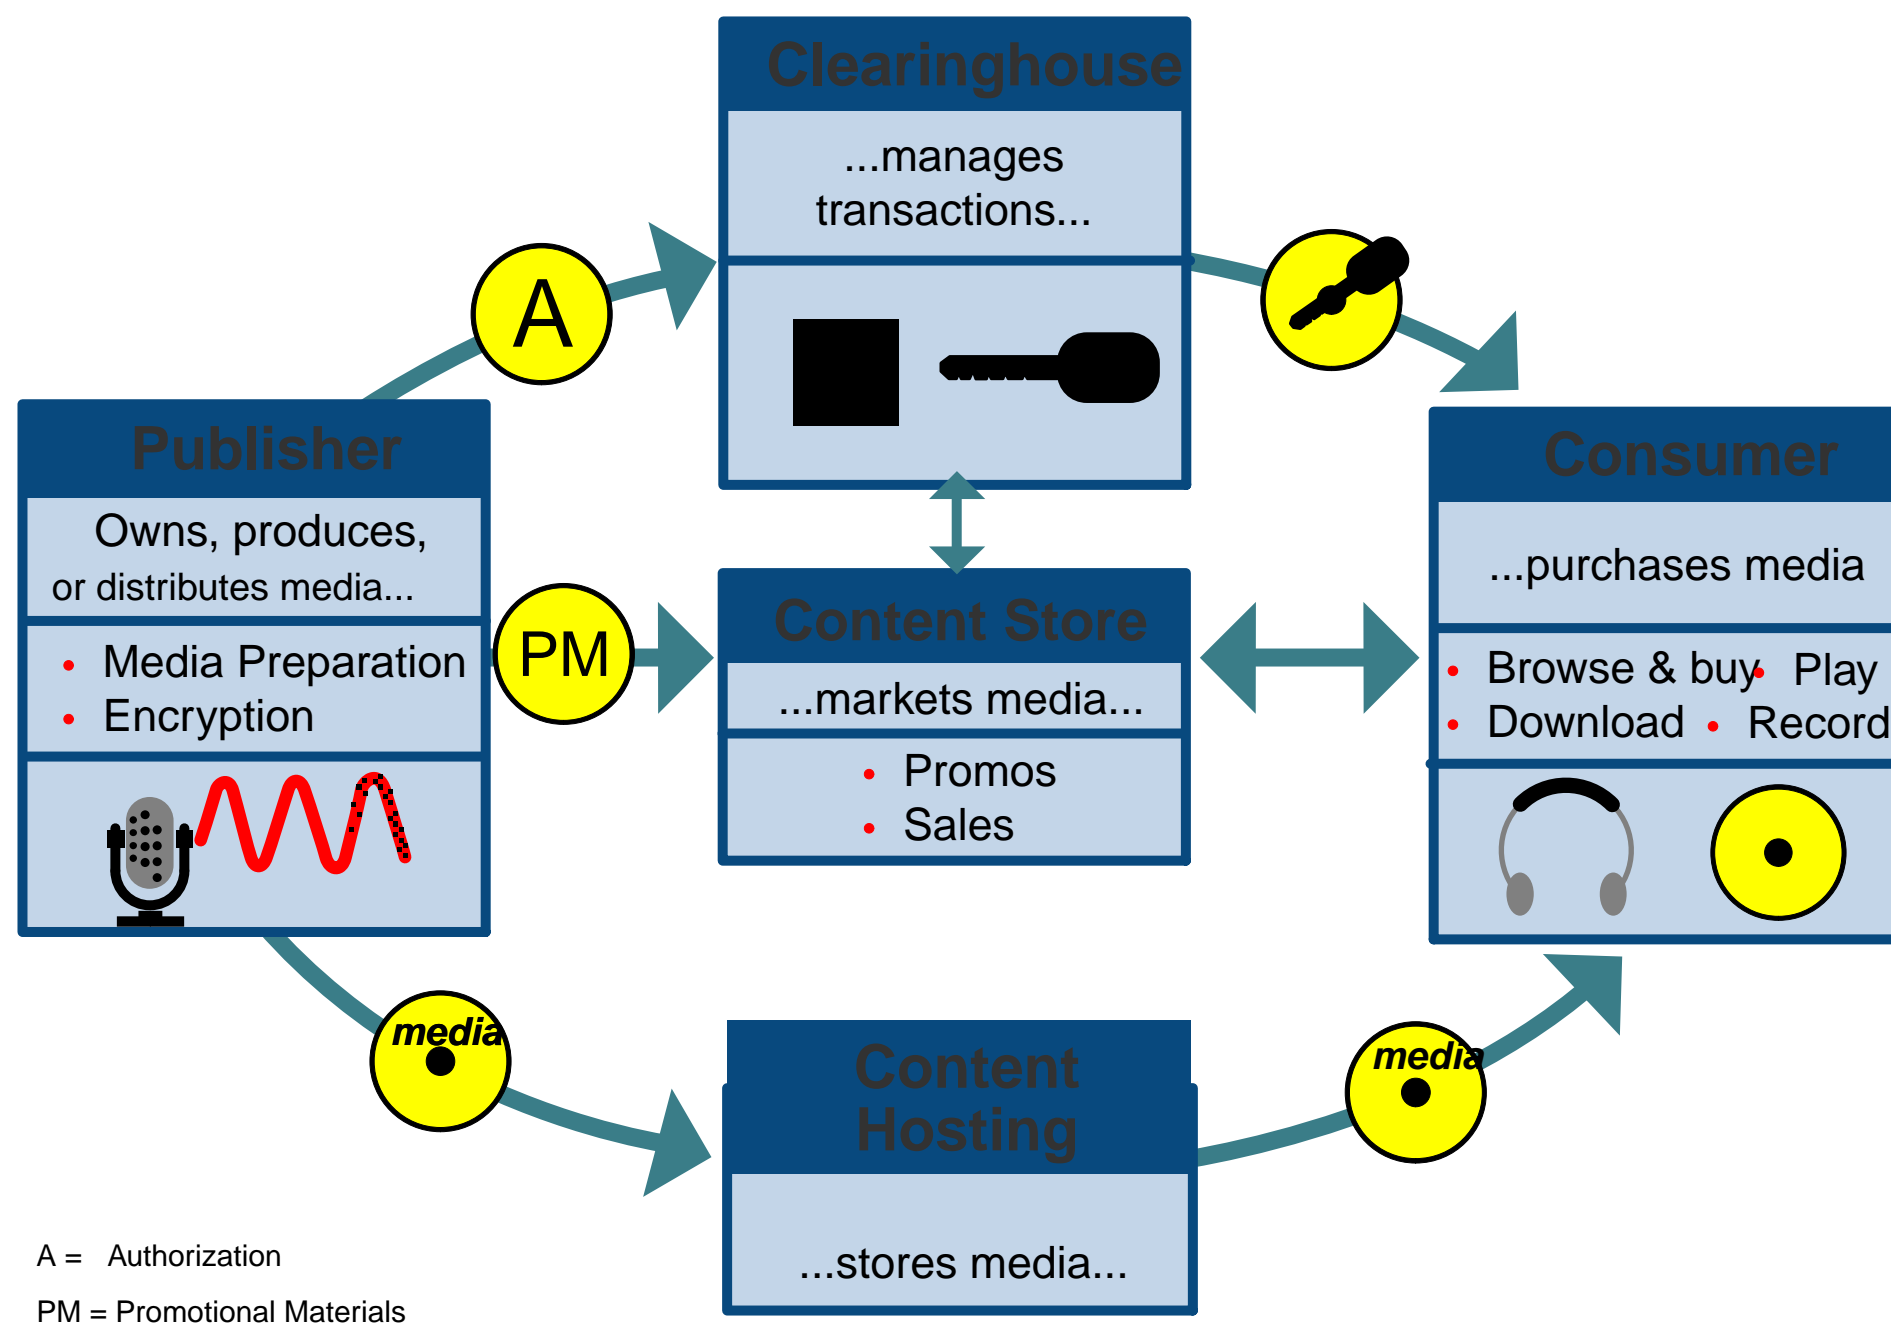 Clearinghouse
...manages
transactions...
A
Publisher
Owns, produces,
or distributes media...
• Media Preparation
• Encryption
PM
Content Store
...markets media...
• Promos
• Sales
Consumer
...purchases media
• Browse & buy • Play
• Download • Record
media
Content
Hosting
...stores media...
media
A = Authorization
PM = Promotional Materials